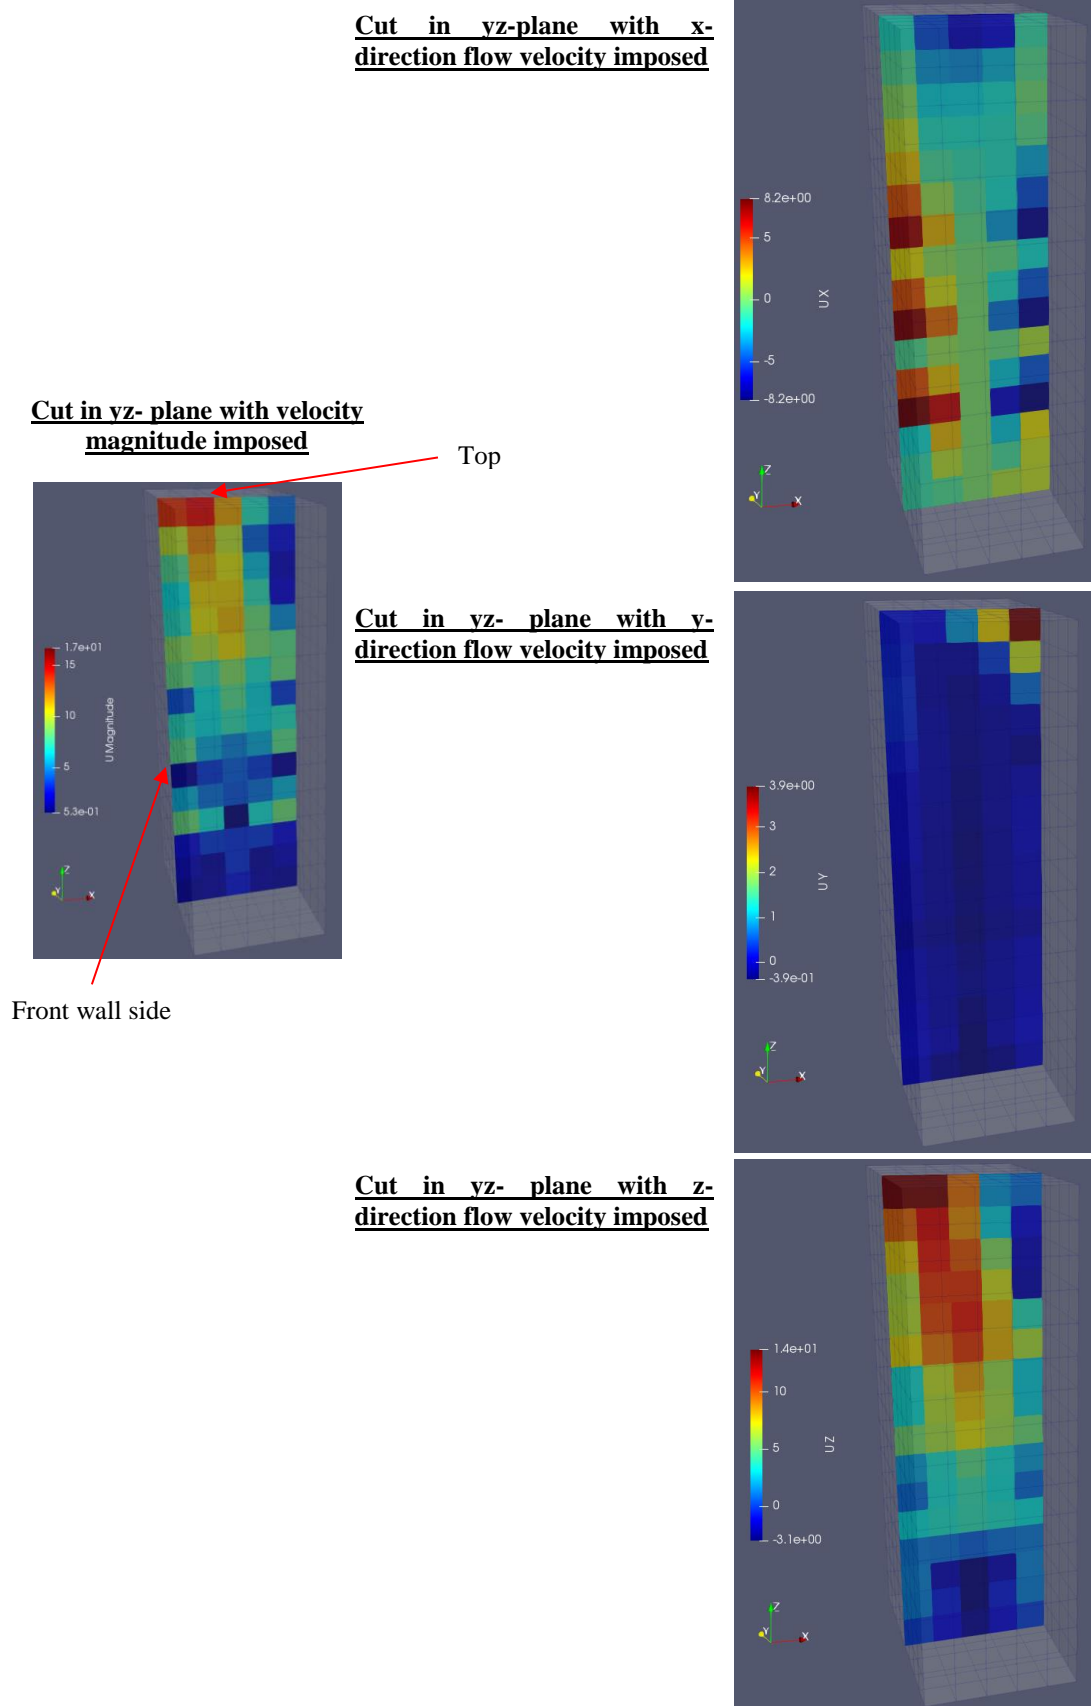 Cut in yz-plane with x-
direction flow velocity imposed
8.2e+00
5
0
-5
-8.2e+00
U X
Z
Y
X
Cut in yz- plane with velocity
magnitude imposed
Top
1.7e+01
15
10
5
5.3e-01
U Magnitude
Z
Y
X
Front wall side
Cut in yz- plane with y-
direction flow velocity imposed
3.9e+00
3
2
1
0
-3.9e-01
U Y
Z
Y
X
Cut in yz- plane with z-
direction flow velocity imposed
1.4e+01
10
5
0
-3.1e+00
U Z
Z
Y
X